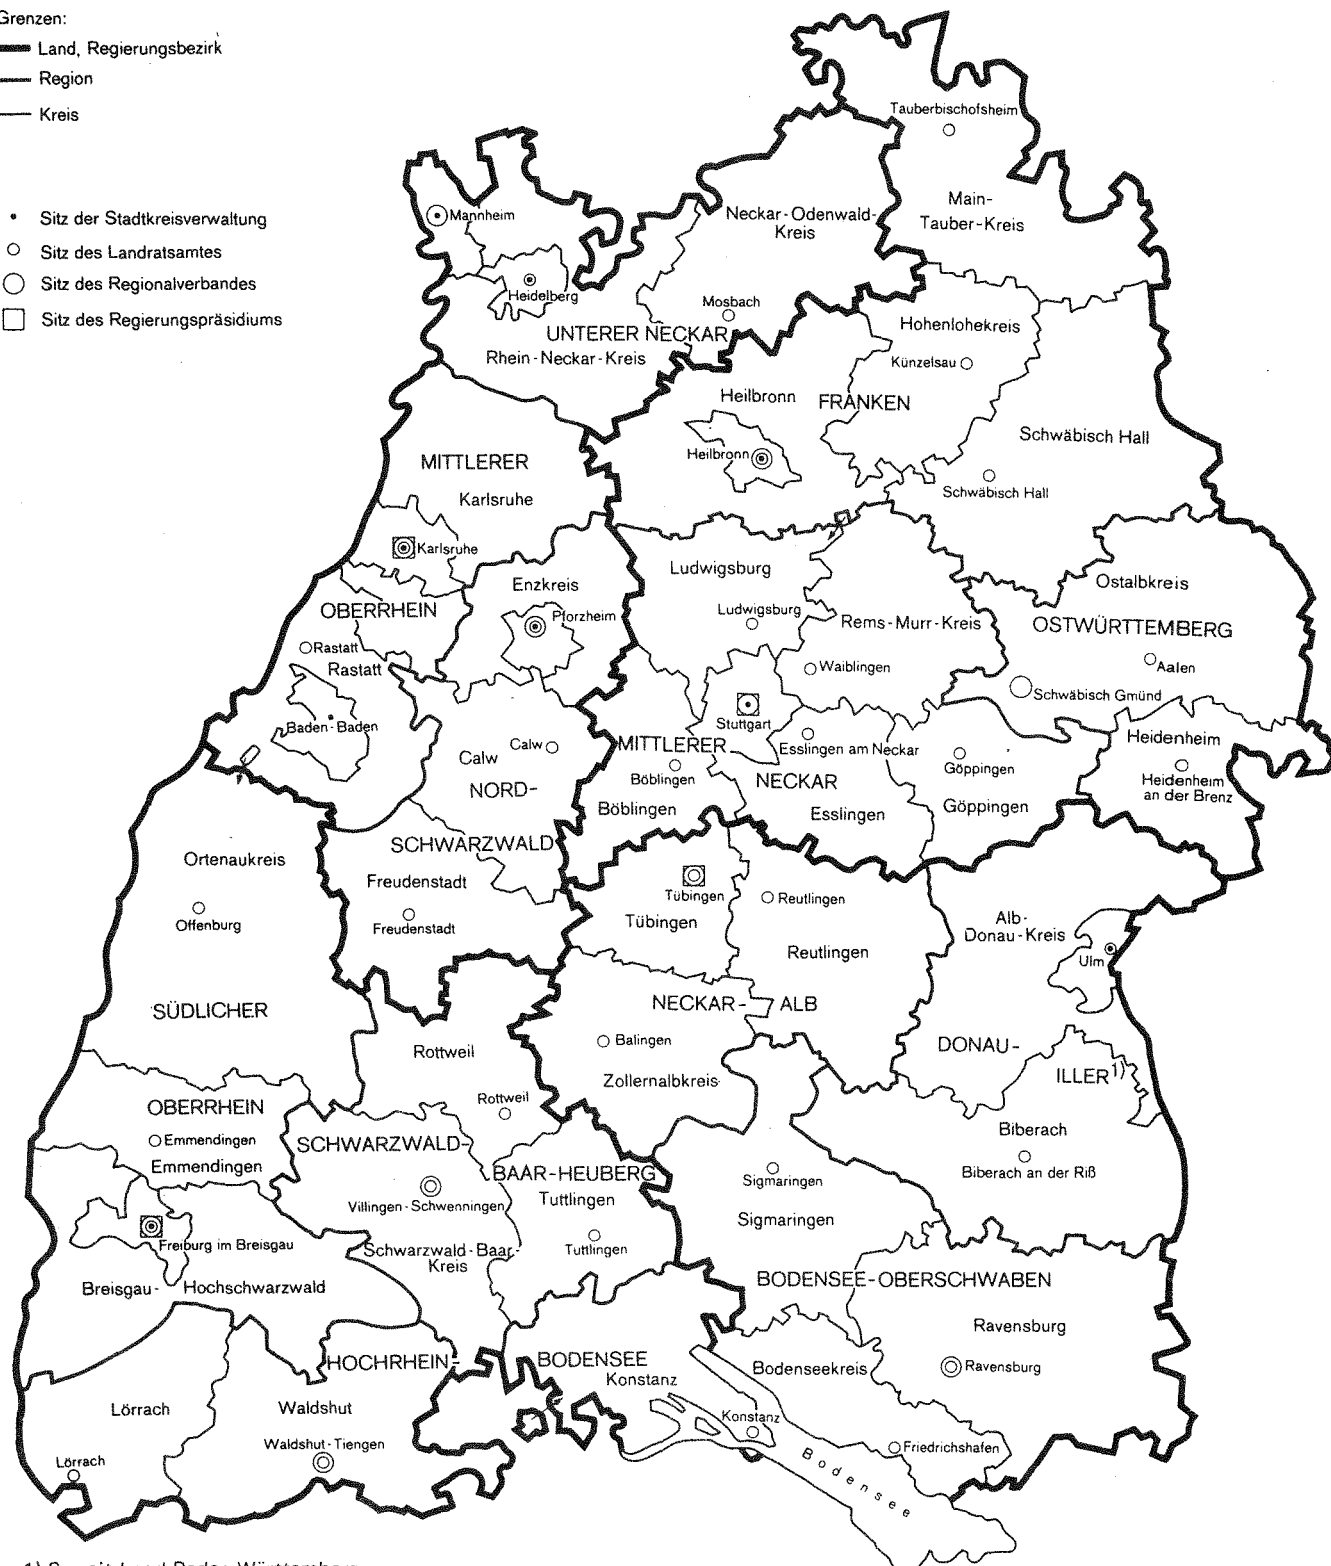 Grenzen:
Land, Regierungsbezirk
Region
Kreis
Sitz der Stadtkreisverwaltung
Sitz des Landratsamtes
Sitz des Regionalverbandes
Sitz des Regierungspräsidiums
Tauberbischofsheim
Main-
Tauber-Kreis
Mannheim
Neckar-Odenwald-
Kreis
Heidelberg
Mosbach
UNTERER NECKAR
Rhein-Neckar-Kreis
Hohenlohekreis
Künzelsau
Heilbronn
FRANKEN
Heilbronn
Schwäbisch Hall
Schwäbisch Hall
MITTLERER
Karlsruhe
Karlsruhe
OBERRHEIN
Enzkreis
Pforzheim
Ludwigsburg
Ludwigsburg
Rems-Murr-Kreis
Waiblingen
Ostalbkreis
OSTWÜRTTEMBERG
Aalen
Schwäbisch Gmünd
Rastatt
Rastatt
Baden-Baden
Calw
Calw
NORD-
SCHWARZWALD
Stuttgart
MITTLERER
NECKAR
Böblingen
Böblingen
Esslingen am Neckar
Esslingen
Göppingen
Göppingen
Heidenheim
Heidenheim
an der Brenz
Ortenaukreis
Offenburg
Freudenstadt
Freudenstadt
Tübingen
Tübingen
Reutlingen
Reutlingen
Alb-
Donau-Kreis
Ulm
SÜDLICHER
NECKAR-ALB
Balingen
Zollernalbkreis
DONAU-
ILLER¹⁾
Rottweil
Rottweil
OBERRHEIN
Emmendingen
Emmendingen
SCHWARZWALD-
BAAR-HEUBERG
Villingen-Schwenningen
Schwarzwald-Baar-
Kreis
Tuttlingen
Tuttlingen
Biberach
Biberach an der Riß
Sigmaringen
Sigmaringen
Freiburg im Breisgau
Breisgau-Hochschwarzwald
BODENSEE-OBERSCHWABEN
Ravensburg
Ravensburg
HOCHRHEIN-
BODENSEE
Konstanz
Bodenseekreis
Lörrach
Waldshut
Waldshut-Tiengen
Konstanz
Friedrichshafen
Lörrach
Bodensee